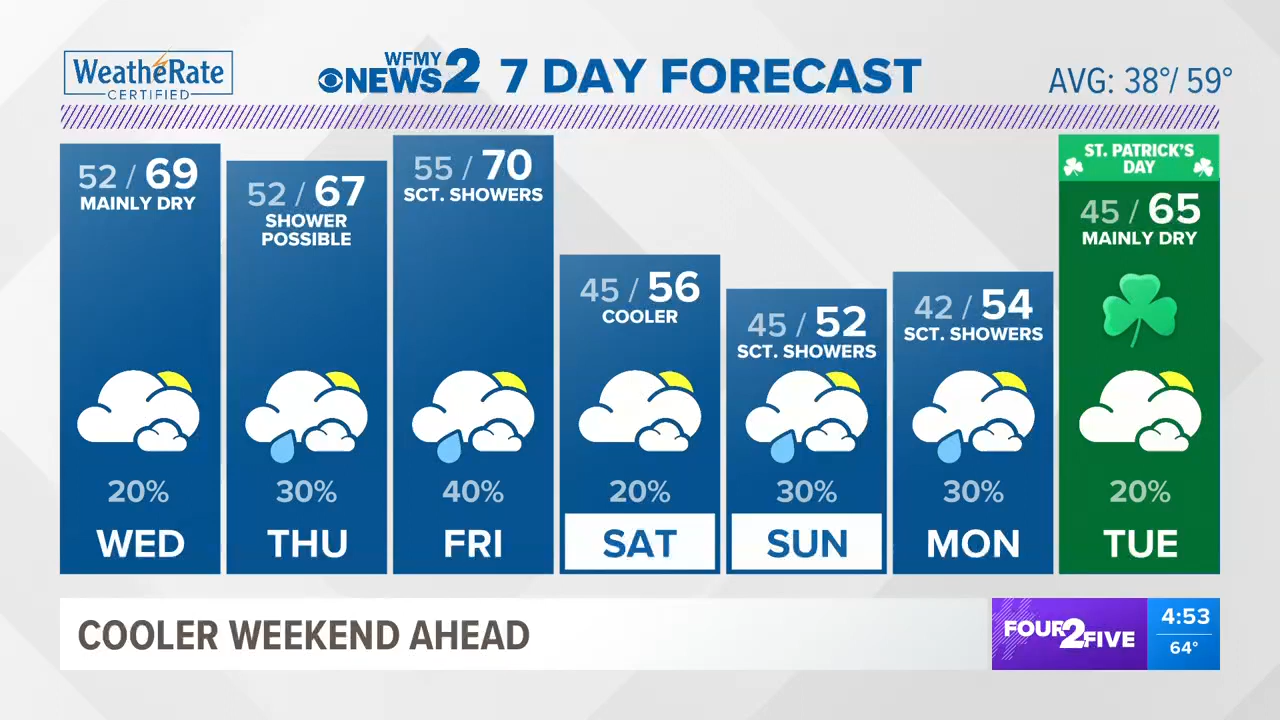 WeatheRate
CERTIFIED
WFMY
NEWS 2
7 DAY FORECAST
AVG: 38°/ 59°
52 / 69
MAINLY DRY
20%
WED
52 / 67
SHOWER
POSSIBLE
30%
THU
55 / 70
SCT. SHOWERS
40%
FRI
45 / 56
COOLER
20%
SAT
45 / 52
SCT. SHOWERS
30%
SUN
42 / 54
SCT. SHOWERS
30%
MON
ST. PATRICK'S
DAY
45 / 65
MAINLY DRY
20%
TUE
COOLER WEEKEND AHEAD
FOUR2FIVE
4:53
64°